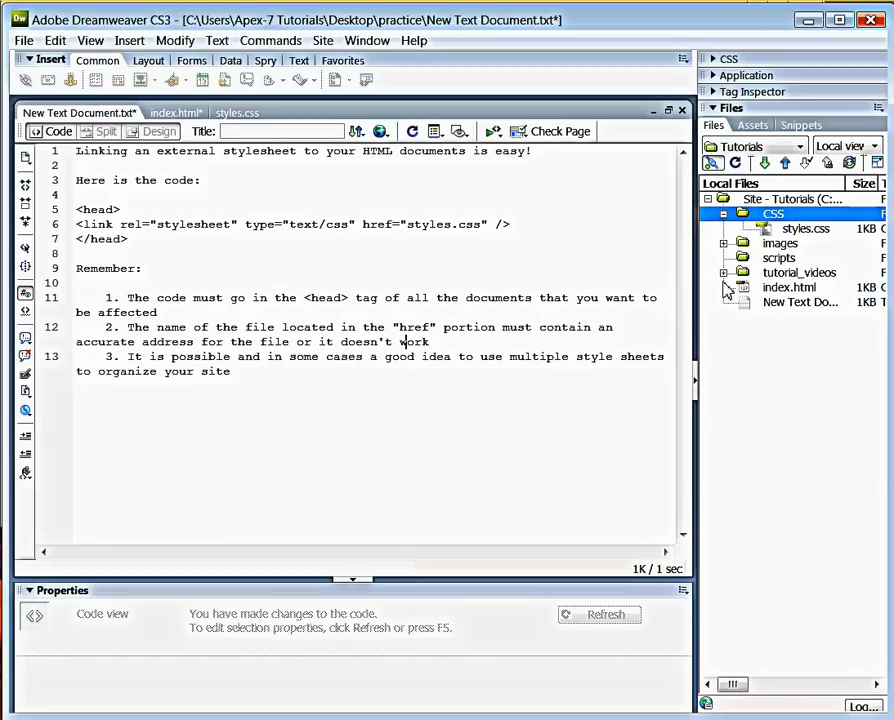 Adobe Dreamweaver CS3 - [C:\Users\Apex-7 Tutorials\Desktop\practice\New Text Document.txt*]
File Edit View Insert Modify Text Commands Site Window Help
Insert Common Layout Forms Data Spry Text Favorites
CSS
Application
Tag Inspector
Files
New Text Document.txt* index.html* styles.css
Files Assets Snippets
Code Split Design Title: Check Page
Tutorials Local view
Local Files Size
Site - Tutorials (C:...
CSS
styles.css 1KB
images
scripts
tutorial_videos
index.html 1KB
New Text Do... 1KB
1 Linking an external stylesheet to your HTML documents is easy!
2
3 Here is the code:
4
5 <head>
6 <link rel="stylesheet" type="text/css" href="styles.css" />
7 </head>
8
9 Remember:
10
11 1. The code must go in the <head> tag of all the documents that you want to
be affected
12 2. The name of the file located in the "href" portion must contain an
accurate address for the file or it doesn't work
13 3. It is possible and in some cases a good idea to use multiple style sheets
to organize your site
1K / 1 sec
Properties
Code view You have made changes to the code. Refresh
To edit selection properties, click Refresh or press F5.
Log...